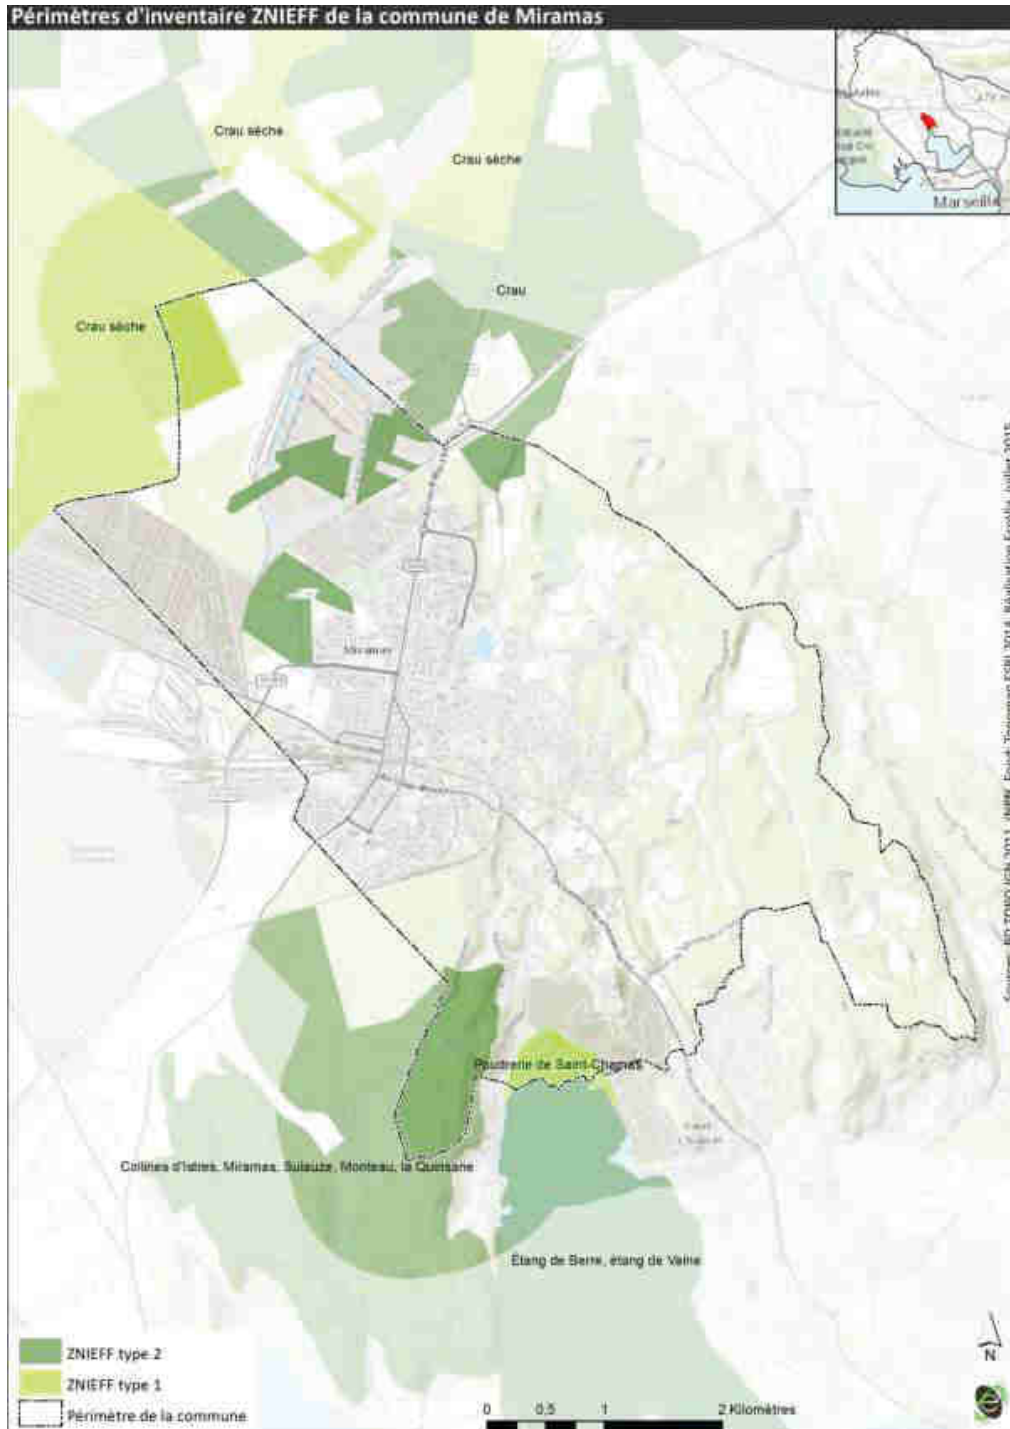 Périmètres d'inventaire ZNIEFF de la commune de Miramas
Marseille
Crau sèche
Crau sèche
Crau
Crau sèche
Miramas
Poudrerie de Saint-Chamas
Collines d'Istres, Miramas, Sulauze, Monteau, la Quinsane
Étang de Berre, étang de Vaïne
ZNIEFF type 2
ZNIEFF type 1
Périmètre de la commune
0 0,5 1 2 Kilomètres
N